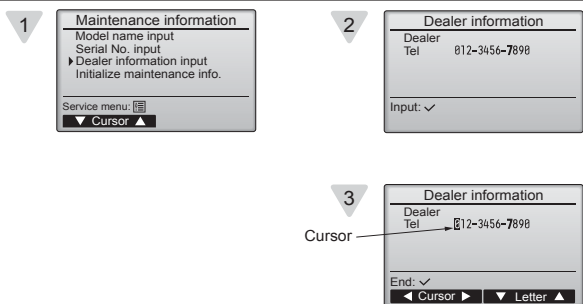 1
Maintenance information
Model name input
Serial No. input
Dealer information input
Initialize maintenance info.
Service menu:
▼ Cursor ▲
2
Dealer information
Dealer
Tel 012-3456-7890
Input: ✓
3
Dealer information
Dealer
Tel 012-3456-7890
Cursor
End: ✓
◀ Cursor ▶ ▼ Letter ▲